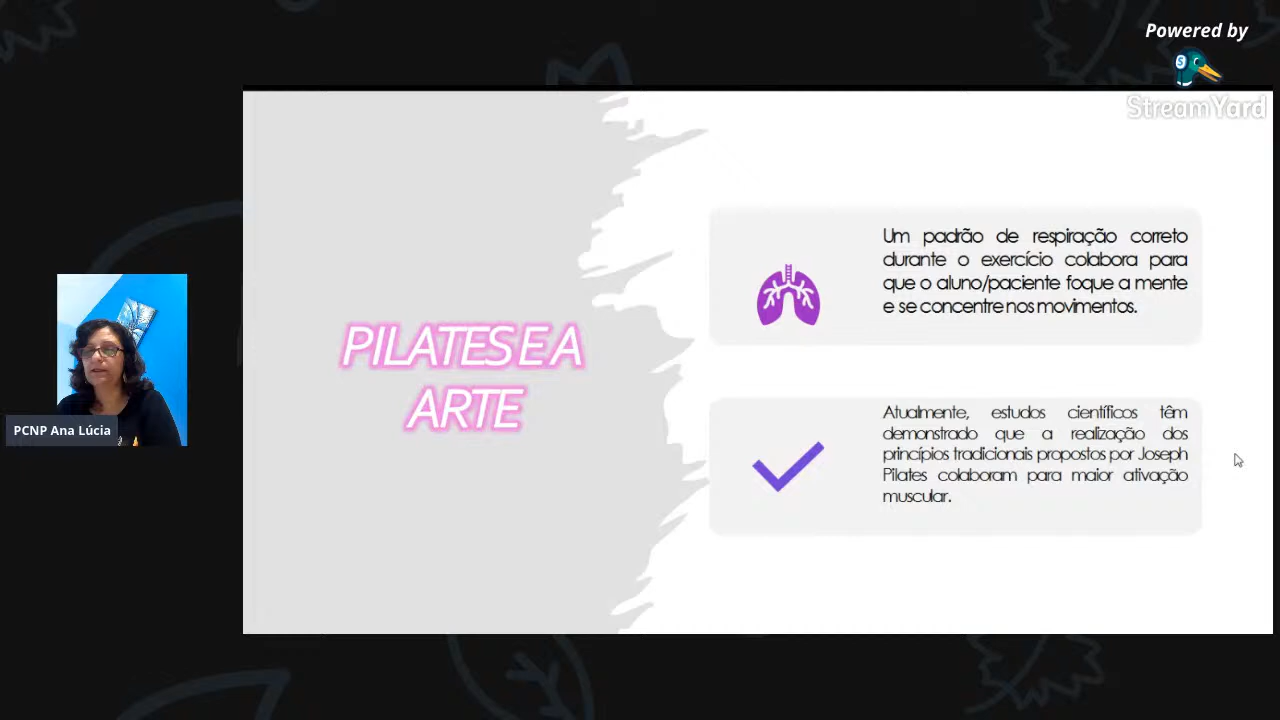 Powered by
StreamYard
PILATES E A
ARTE
Um padrão de respiração correto
durante o exercício colabora para
que o aluno/paciente foque a mente
e se concentre nos movimentos.
Atualmente, estudos científicos têm
demonstrado que a realização dos
princípios tradicionais propostos por Joseph
Pilates colaboram para maior ativação
muscular.
PCNP Ana Lúcia